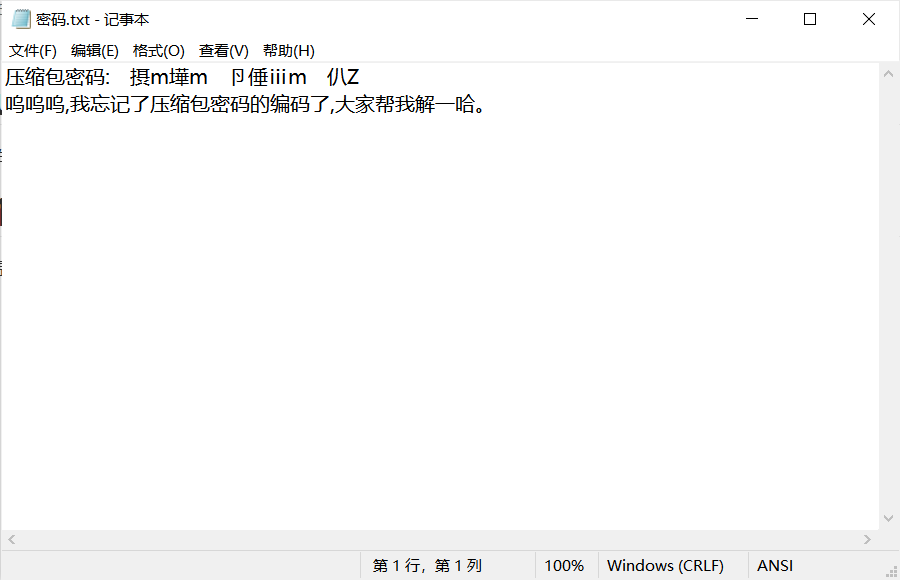 密码.txt - 记事本
文件(F) 编辑(E) 格式(O) 查看(V) 帮助(H)
压缩包密码: 摂m墷m 卪倕iiim 仈Z
呜呜呜,我忘记了压缩包密码的编码了,大家帮我解一哈。
第 1 行，第 1 列 100% Windows (CRLF) ANSI